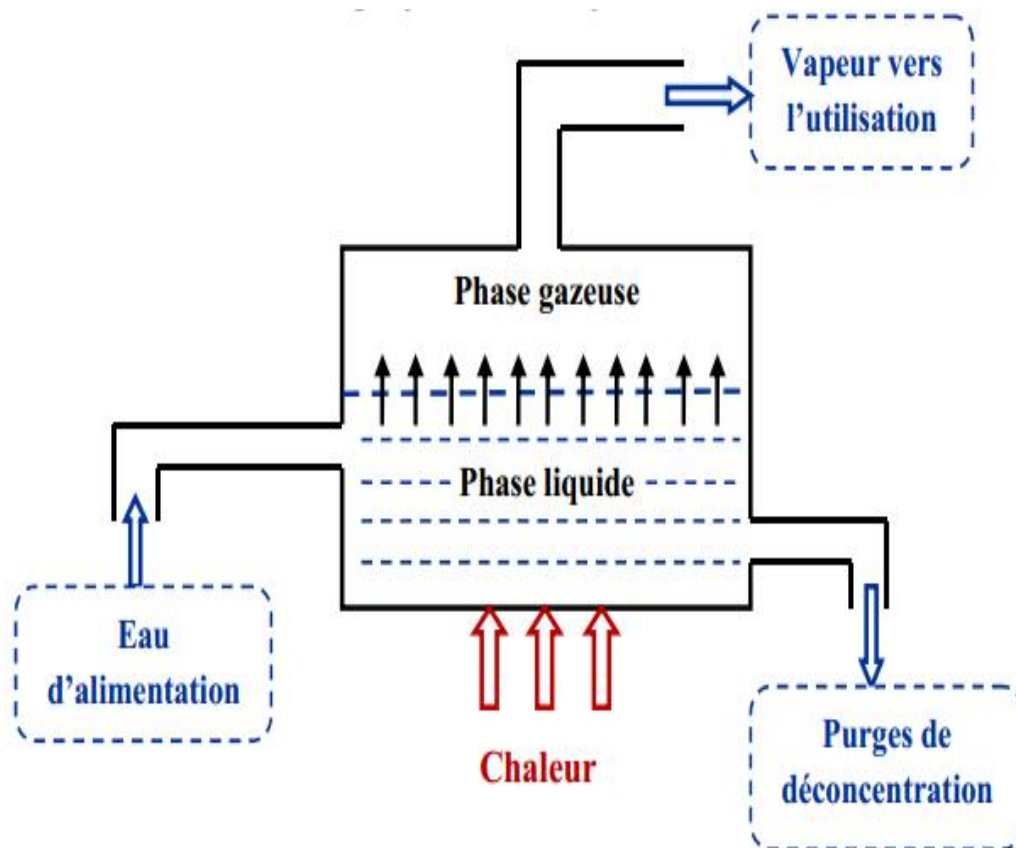 Vapeur vers
l'utilisation
Phase gazeuse
Phase liquide
Eau
d'alimentation
Chaleur
Purges de
déconcentration